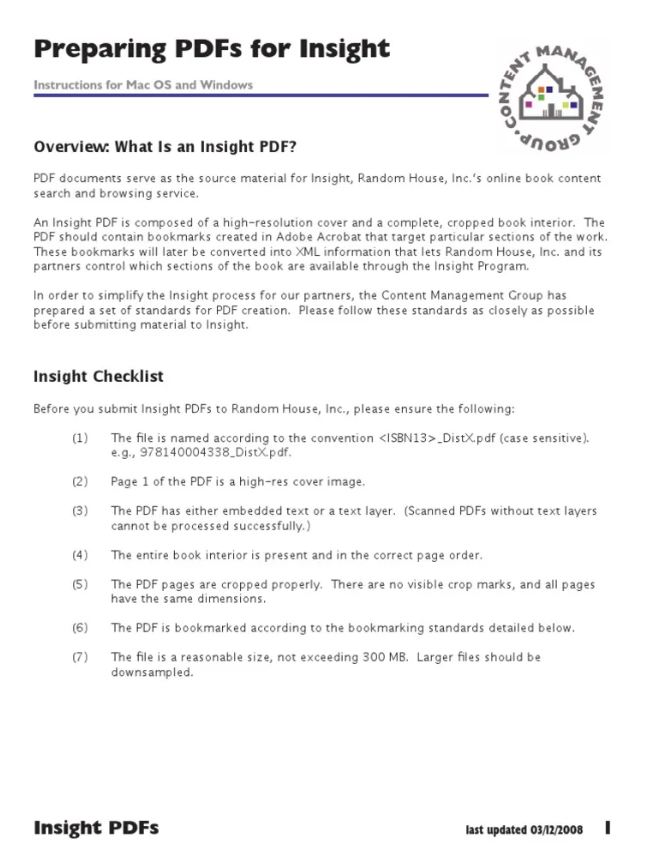 Preparing PDFs for Insight
Instructions for Mac OS and Windows
CONTENT MANAGEMENT GROUP
Overview: What Is an Insight PDF?
PDF documents serve as the source material for Insight, Random House, Inc.'s online book content
search and browsing service.
An Insight PDF is composed of a high-resolution cover and a complete, cropped book interior. The
PDF should contain bookmarks created in Adobe Acrobat that target particular sections of the work.
These bookmarks will later be converted into XML information that lets Random House, Inc. and its
partners control which sections of the book are available through the Insight Program.
In order to simplify the Insight process for our partners, the Content Management Group has
prepared a set of standards for PDF creation. Please follow these standards as closely as possible
before submitting material to Insight.
Insight Checklist
Before you submit Insight PDFs to Random House, Inc., please ensure the following:
(1) The file is named according to the convention <ISBN13>_DistX.pdf (case sensitive).
e.g., 978140004338_DistX.pdf.
(2) Page 1 of the PDF is a high-res cover image.
(3) The PDF has either embedded text or a text layer. (Scanned PDFs without text layers
cannot be processed successfully.)
(4) The entire book interior is present and in the correct page order.
(5) The PDF pages are cropped properly. There are no visible crop marks, and all pages
have the same dimensions.
(6) The PDF is bookmarked according to the bookmarking standards detailed below.
(7) The file is a reasonable size, not exceeding 300 MB. Larger files should be
downsampled.
Insight PDFs last updated 03/12/2008 1